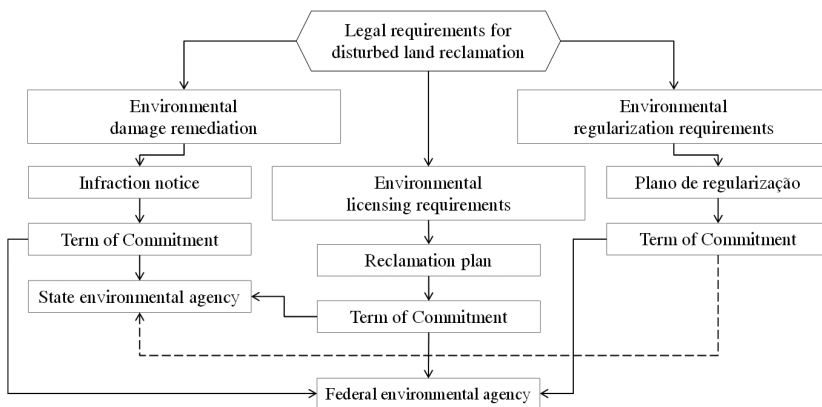 Legal requirements for
disturbed land reclamation
Environmental
damage remediation
Environmental
regularization requirements
Infraction notice
Environmental
licensing requirements
Plano de regularização
Term of Commitment
Term of Commitment
Reclamation plan
State environmental agency
Term of Commitment
Federal environmental agency